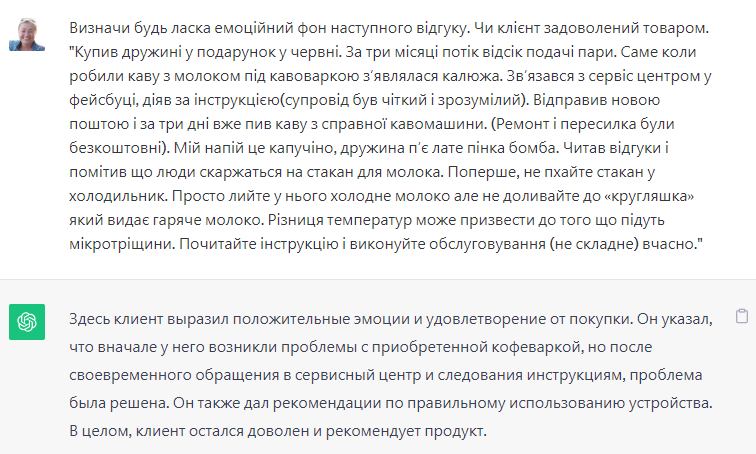 Визначи будь ласка емоційний фон наступного відгуку. Чи клієнт задоволений товаром.
"Купив дружині у подарунок у червні. За три місяці потік відсік подачі пари. Саме коли
робили каву з молоком під кавоваркою з’являлася калюжа. Зв’язався з сервіс центром у
фейсбуці, діяв за інструкцією(супровід був чіткий і зрозумілий). Відправив новою
поштою і за три дні вже пив каву з справної кавомашини. (Ремонт і пересилка були
безкоштовні). Мій напій це капучіно, дружина п’є лате пінка бомба. Читав відгуки і
помітив що люди скаржаться на стакан для молока. Поперше, не пхайте стакан у
холодильник. Просто лийте у нього холодне молоко але не доливайте до «кругляшка»
який видає гаряче молоко. Різниця температур може призвести до того що підуть
мікротріщини. Почитайте інструкцію і виконуйте обслуговування (не складне) вчасно."
Здесь клиент выразил положительные эмоции и удовлетворение от покупки. Он указал,
что вначале у него возникли проблемы с приобретенной кофеваркой, но после
своевременного обращения в сервисный центр и следования инструкциям, проблема
была решена. Он также дал рекомендации по правильному использованию устройства.
В целом, клиент остался доволен и рекомендует продукт.